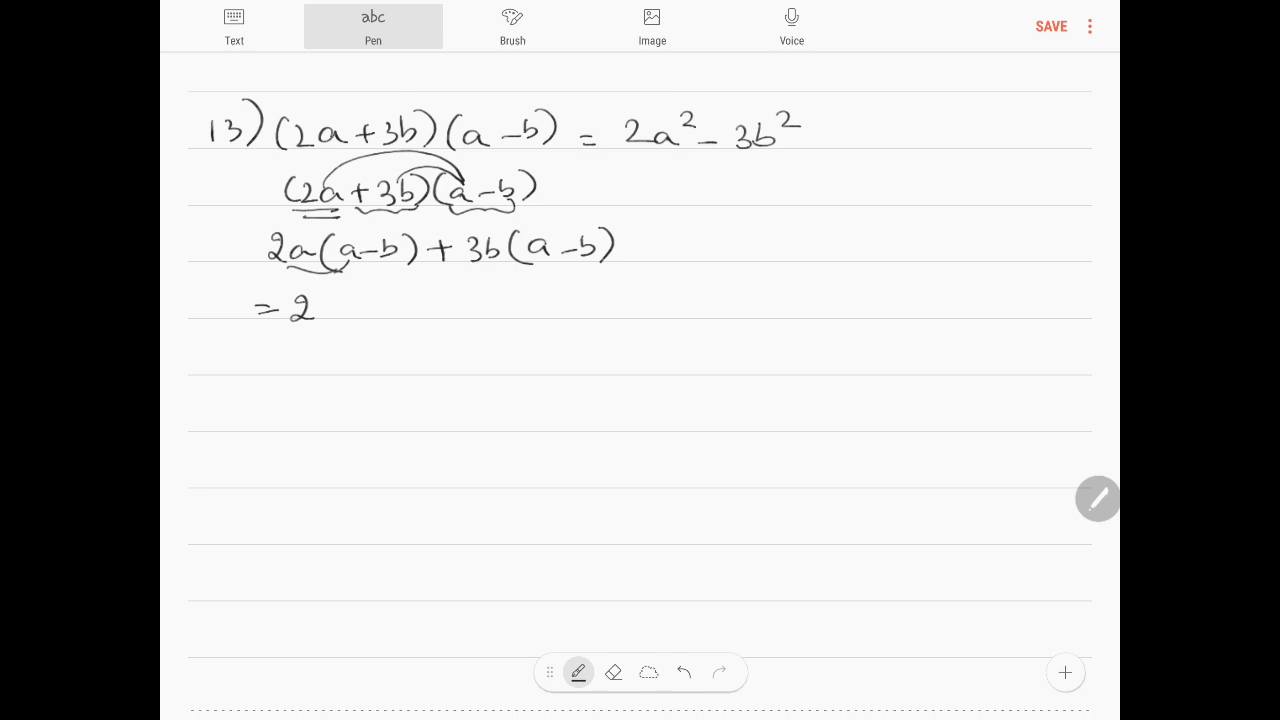 Text
abc
Pen
Brush
Image
Voice
SAVE
13) (2a+3b)(a-b) = 2a² - 3b²
(2a+3b)(a-b)
2a(a-b) + 3b(a-b)
= 2